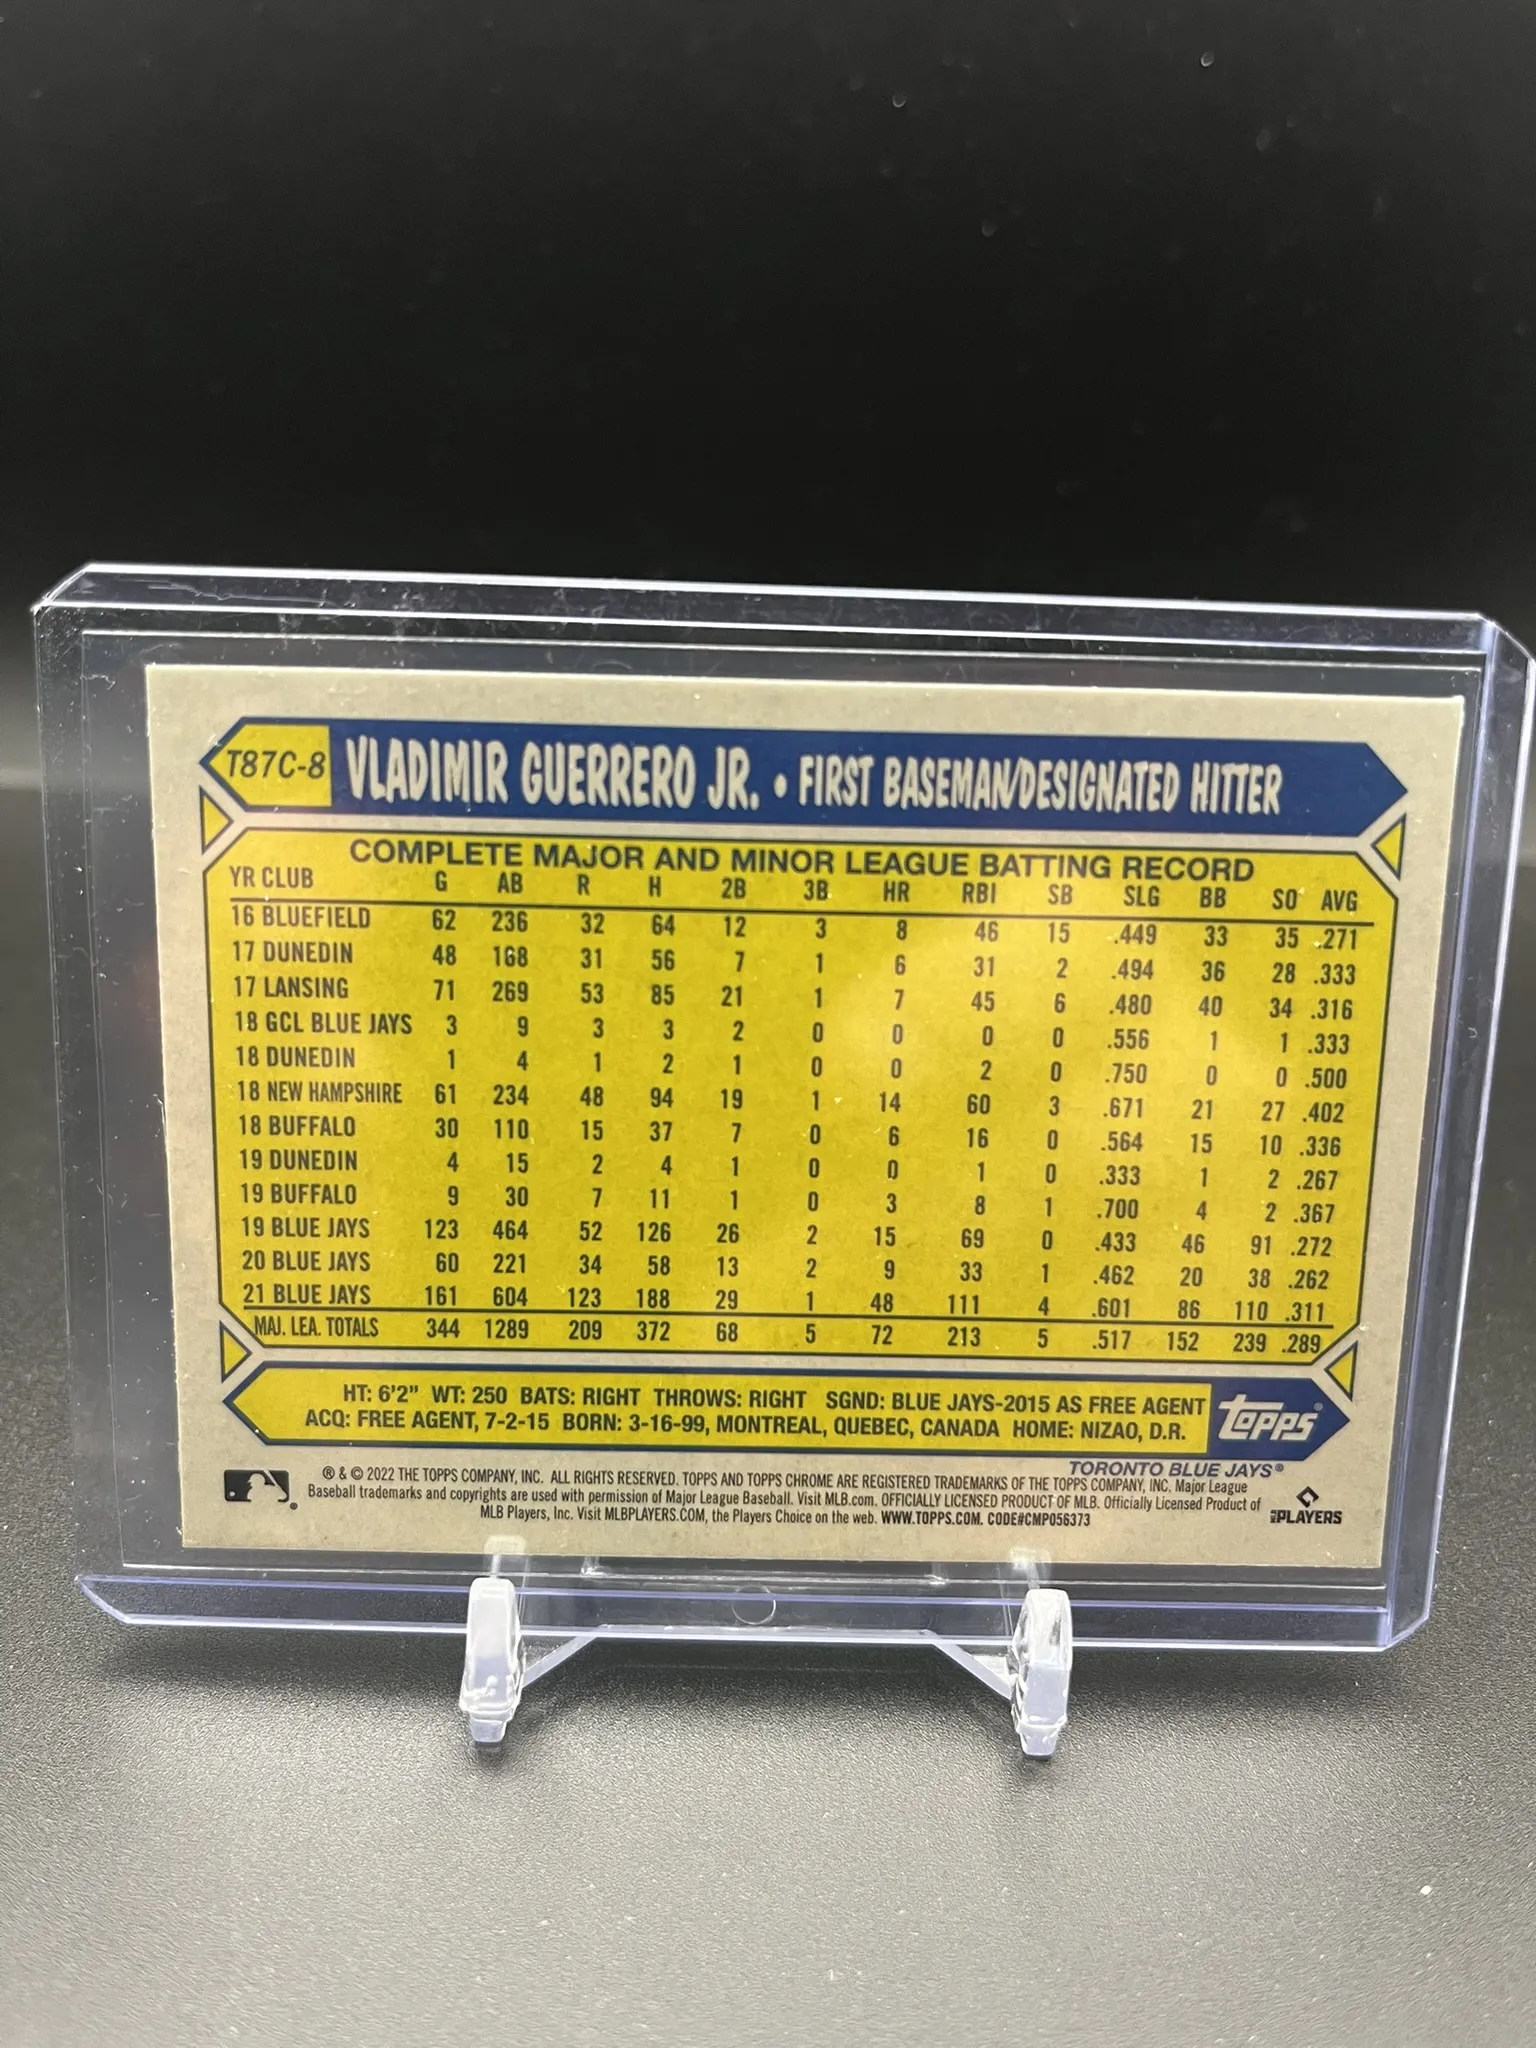 T87C-8 VLADIMIR GUERRERO JR. • FIRST BASEMAN/DESIGNATED HITTER
COMPLETE MAJOR AND MINOR LEAGUE BATTING RECORD
YR CLUB G AB R H 2B 3B HR RBI SB SLG BB SO AVG
16 BLUEFIELD 62 236 32 64 12 3 8 46 15 .449 33 35 .271
17 DUNEDIN 48 168 31 56 7 1 6 31 2 .494 36 28 .333
17 LANSING 71 269 53 85 21 1 7 45 6 .480 40 34 .316
18 GCL BLUE JAYS 3 9 3 3 2 0 0 0 0 .556 1 1 .333
18 DUNEDIN 1 4 1 2 1 0 0 2 0 .750 0 0 .500
18 NEW HAMPSHIRE 61 234 48 94 19 1 14 60 3 .671 21 27 .402
18 BUFFALO 30 110 15 37 7 0 6 16 0 .564 15 10 .336
19 DUNEDIN 4 15 2 4 1 0 0 1 0 .333 1 2 .267
19 BUFFALO 9 30 7 11 1 0 3 8 1 .700 4 2 .367
19 BLUE JAYS 123 464 52 126 26 2 15 69 0 .433 46 91 .272
20 BLUE JAYS 60 221 34 58 13 2 9 33 1 .462 20 38 .262
21 BLUE JAYS 161 604 123 188 29 1 48 111 4 .601 86 110 .311
MAJ. LEA. TOTALS 344 1289 209 372 68 5 72 213 5 .517 152 239 .289
HT: 6'2" WT: 250 BATS: RIGHT THROWS: RIGHT SGND: BLUE JAYS-2015 AS FREE AGENT
ACQ: FREE AGENT, 7-2-15 BORN: 3-16-99, MONTREAL, QUEBEC, CANADA HOME: NIZAO, D.R.
topps®
TORONTO BLUE JAYS®
® & © 2022 THE TOPPS COMPANY, INC. ALL RIGHTS RESERVED. TOPPS AND TOPPS CHROME ARE REGISTERED TRADEMARKS OF THE TOPPS COMPANY, INC. Major League
Baseball trademarks and copyrights are used with permission of Major League Baseball. Visit MLB.com. OFFICIALLY LICENSED PRODUCT OF MLB. Officially Licensed Product of
MLB Players, Inc. Visit MLBPLAYERS.COM, the Players Choice on the web. WWW.TOPPS.COM. CODE#CMP056373
MLB PLAYERS